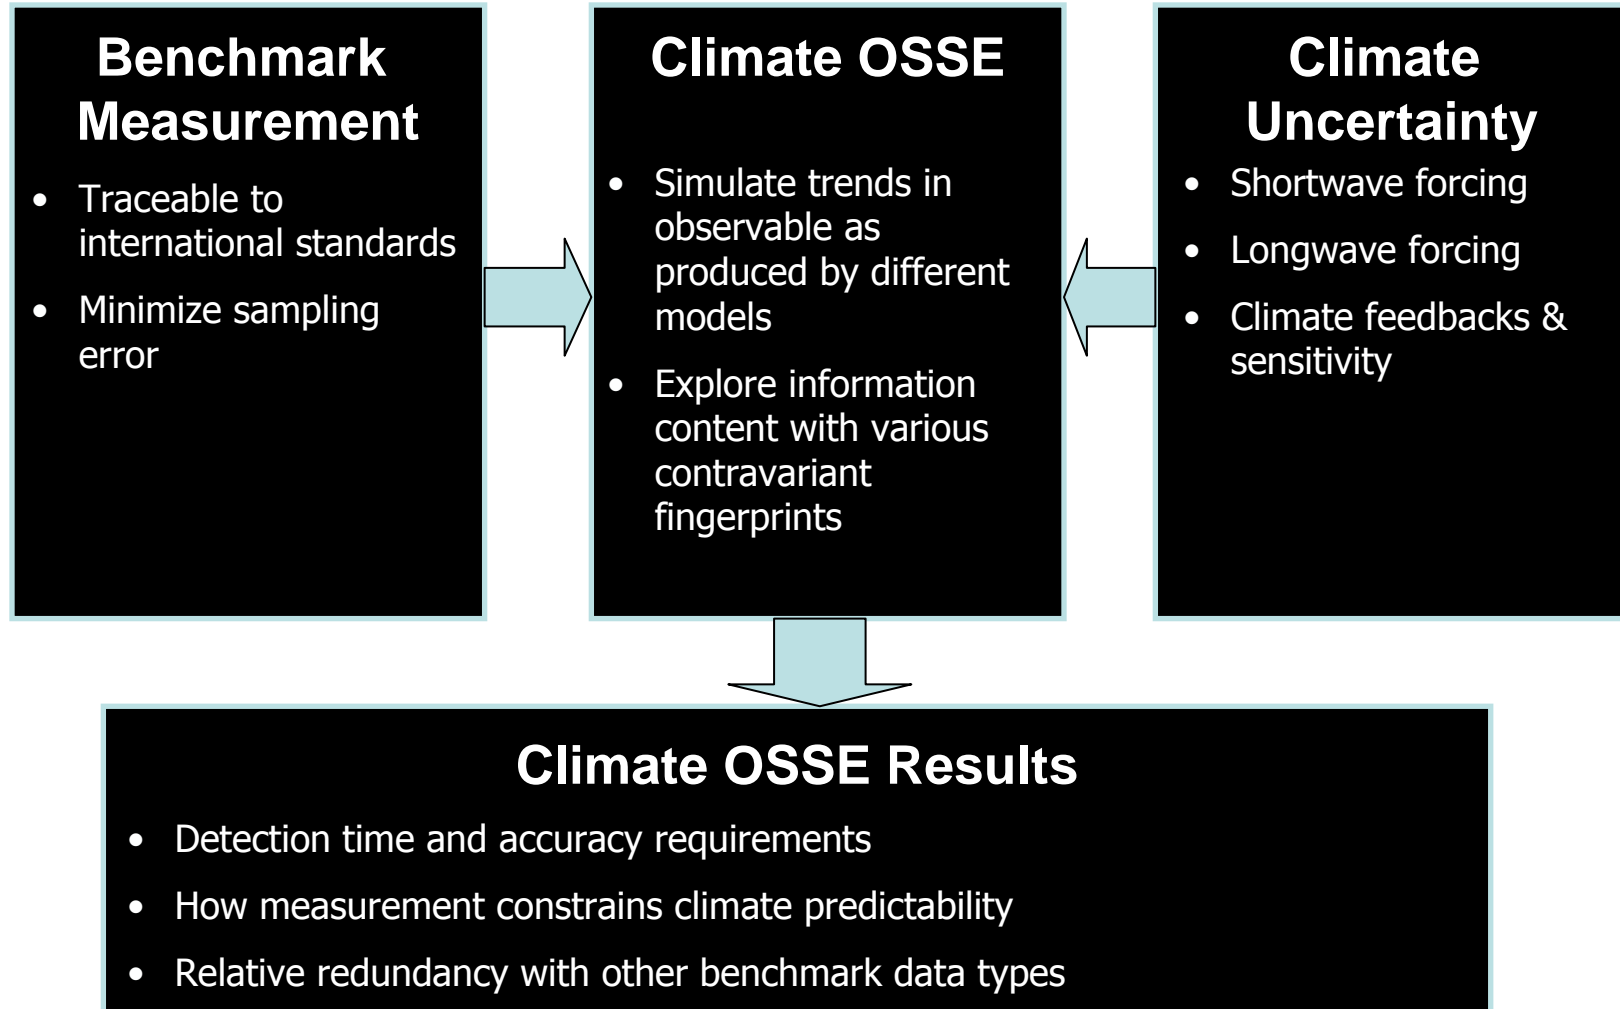 Benchmark
Measurement
• Traceable to
international standards
• Minimize sampling
error
Climate OSSE
• Simulate trends in
observable as
produced by different
models
• Explore information
content with various
contravariant
fingerprints
Climate
Uncertainty
• Shortwave forcing
• Longwave forcing
• Climate feedbacks &
sensitivity
Climate OSSE Results
• Detection time and accuracy requirements
• How measurement constrains climate predictability
• Relative redundancy with other benchmark data types